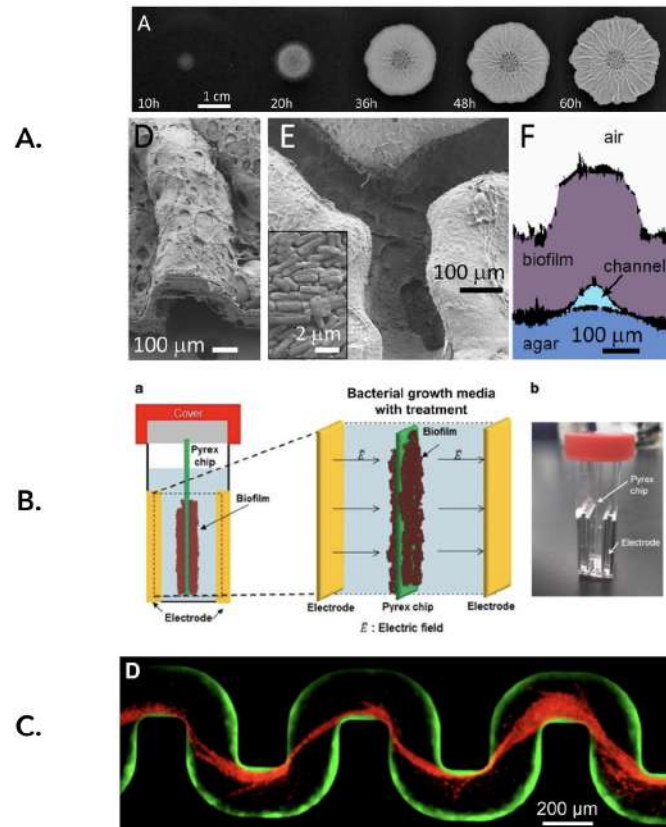 A
10h
1 cm
20h
36h
48h
60h
A.
D
100 µm
E
2 µm
100 µm
F
air
biofilm
channel
agar
100 µm
B.
a
Cover
Pyrex
chip
Biofilm
Electrode
Bacterial growth media
with treatment
Biofilm
E
E
Electrode
Pyrex chip
Electrode
E : Electric field
b
Pyrex
chip
Electrode
C.
D
200 µm